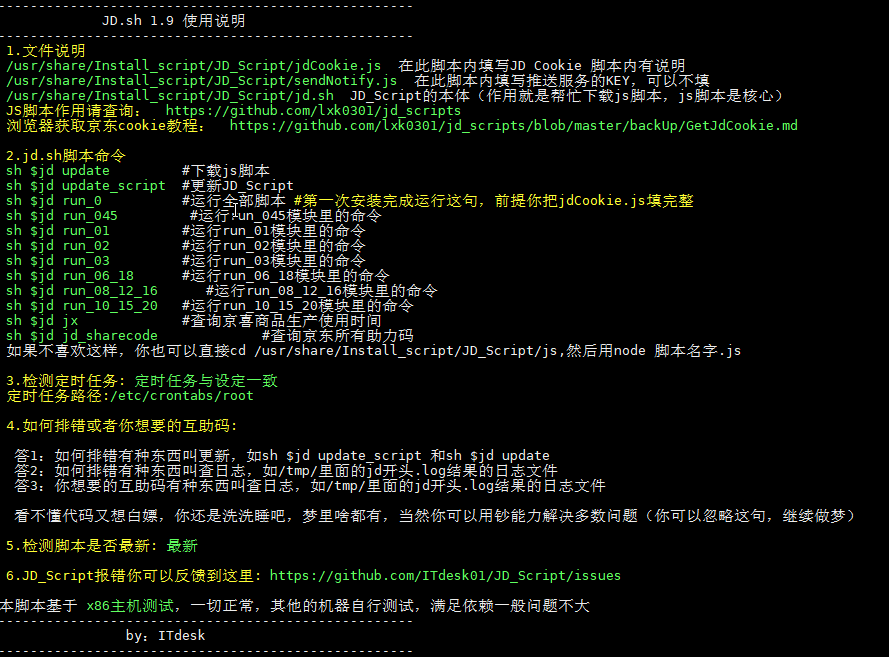 ----------------------------------------------------
JD.sh 1.9 使用说明
----------------------------------------------------
1.文件说明
/usr/share/Install_script/JD_Script/jdCookie.js 在此脚本内填写JD Cookie 脚本内有说明
/usr/share/Install_script/JD_Script/sendNotify.js 在此脚本内填写推送服务的KEY，可以不填
/usr/share/Install_script/JD_Script/jd.sh JD_Script的本体（作用就是帮忙下载js脚本，js脚本是核心）
JS脚本作用请查询： https://github.com/lxk0301/jd_scripts
浏览器获取京东cookie教程： https://github.com/lxk0301/jd_scripts/blob/master/backUp/GetJdCookie.md
2.jd.sh脚本命令
sh $jd update #下载js脚本
sh $jd update_script #更新JD_Script
sh $jd run_0 #运行全部脚本 #第一次安装完成运行这句，前提你把jdCookie.js填完整
sh $jd run_045 #运行run_045模块里的命令
sh $jd run_01 #运行run_01模块里的命令
sh $jd run_02 #运行run_02模块里的命令
sh $jd run_03 #运行run_03模块里的命令
sh $jd run_06_18 #运行run_06_18模块里的命令
sh $jd run_08_12_16 #运行run_08_12_16模块里的命令
sh $jd run_10_15_20 #运行run_10_15_20模块里的命令
sh $jd jx #查询京喜商品生产使用时间
sh $jd jd_sharecode #查询京东所有助力码
如果不喜欢这样，你也可以直接cd /usr/share/Install_script/JD_Script/js,然后用node 脚本名字.js
3.检测定时任务: 定时任务与设定一致
定时任务路径:/etc/crontabs/root
4.如何排错或者你想要的互助码:
答1：如何排错有种东西叫更新，如sh $jd update_script 和sh $jd update
答2：如何排错有种东西叫查日志，如/tmp/里面的jd开头.log结果的日志文件
答3：你想要的互助码有种东西叫查日志，如/tmp/里面的jd开头.log结果的日志文件
看不懂代码又想白嫖，你还是洗洗睡吧，梦里啥都有，当然你可以用钞能力解决多数问题（你可以忽略这句，继续做梦）
5.检测脚本是否最新: 最新
6.JD_Script报错你可以反馈到这里: https://github.com/ITdesk01/JD_Script/issues
本脚本基于 x86主机测试，一切正常，其他的机器自行测试，满足依赖一般问题不大
----------------------------------------------------
by：ITdesk
----------------------------------------------------